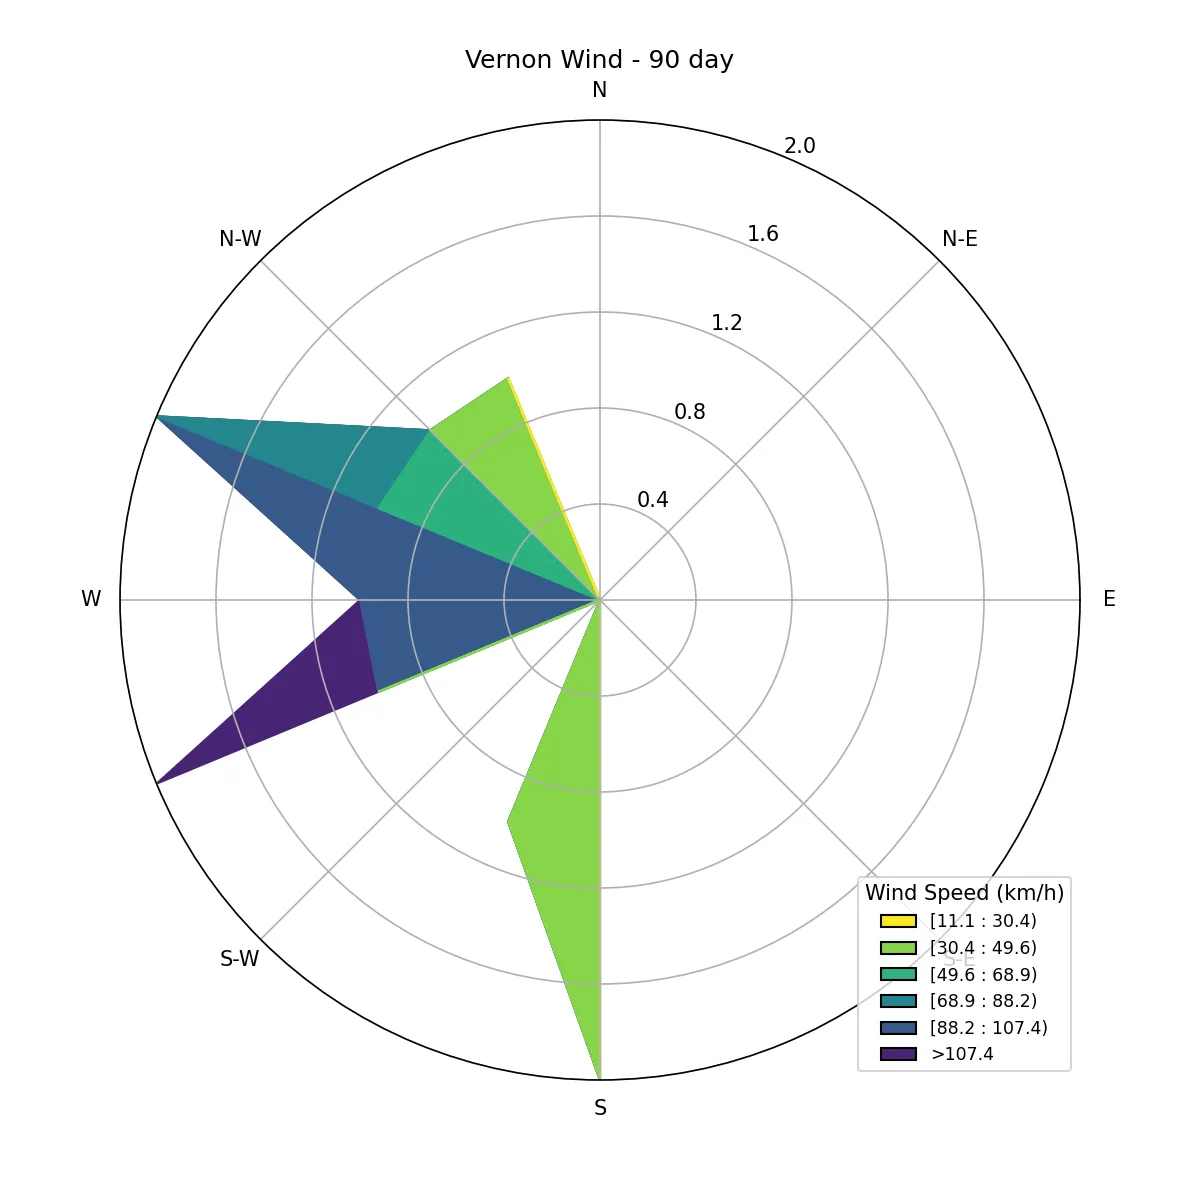 Vernon Wind - 90 day
N
2.0
N-W
1.6
N-E
1.2
0.8
0.4
W
E
S-W
S-E
S
Wind Speed (km/h)
[11.1 : 30.4)
[30.4 : 49.6)
[49.6 : 68.9)
[68.9 : 88.2)
[88.2 : 107.4)
>107.4